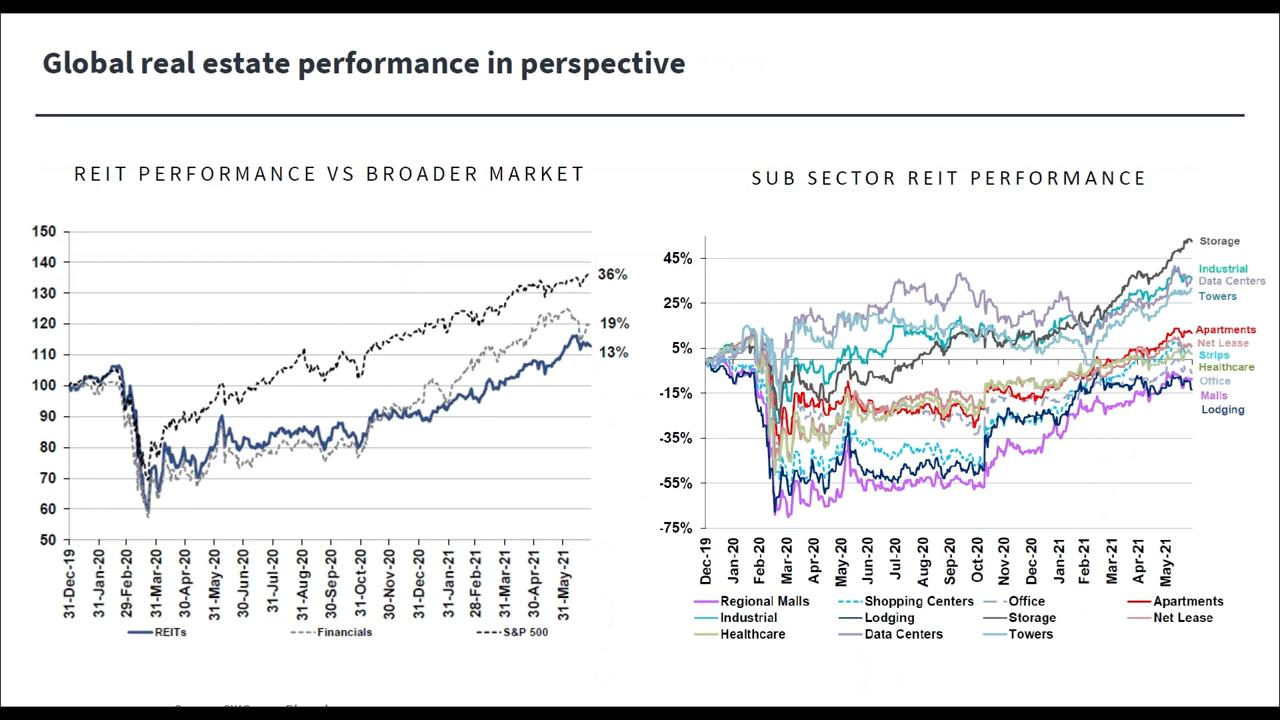 Global real estate performance in perspective
REIT PERFORMANCE VS BROADER MARKET
150
140
130
120
110
100
90
80
70
60
50
36%
19%
13%
31-Dec-19
31-Jan-20
29-Feb-20
31-Mar-20
30-Apr-20
31-May-20
30-Jun-20
31-Jul-20
31-Aug-20
30-Sep-20
31-Oct-20
30-Nov-20
31-Dec-20
31-Jan-21
28-Feb-21
31-Mar-21
30-Apr-21
31-May-21
REITs Financials S&P 500
SUB SECTOR REIT PERFORMANCE
45%
25%
5%
-15%
-35%
-55%
-75%
Storage
Industrial
Data Centers
Towers
Apartments
Net Lease
Strips
Healthcare
Office
Malls
Lodging
Dec-19
Jan-20
Feb-20
Mar-20
Apr-20
May-20
Jun-20
Jul-20
Aug-20
Sep-20
Oct-20
Nov-20
Dec-20
Jan-21
Feb-21
Mar-21
Apr-21
May-21
Regional Malls Shopping Centers Office Apartments
Industrial Lodging Storage Net Lease
Healthcare Data Centers Towers